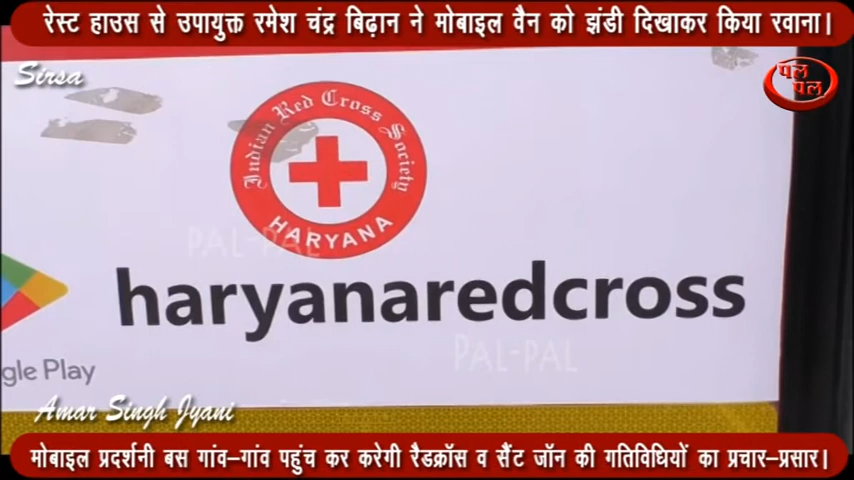 रेस्ट हाउस से उपायुक्त रमेश चंद्र बिढ़ान ने मोबाइल वैन को झंडी दिखाकर किया रवाना।
Sirsa
पल पल
Indian Red Cross Society
HARYANA
PAL-PAL
haryanaredcross
PAL-PAL
gle Play
Amar Singh Jyani
मोबाइल प्रदर्शनी बस गांव–गांव पहुंच कर करेगी रैडक्रॉस व सैंट जॉन की गतिविधियों का प्रचार–प्रसार।